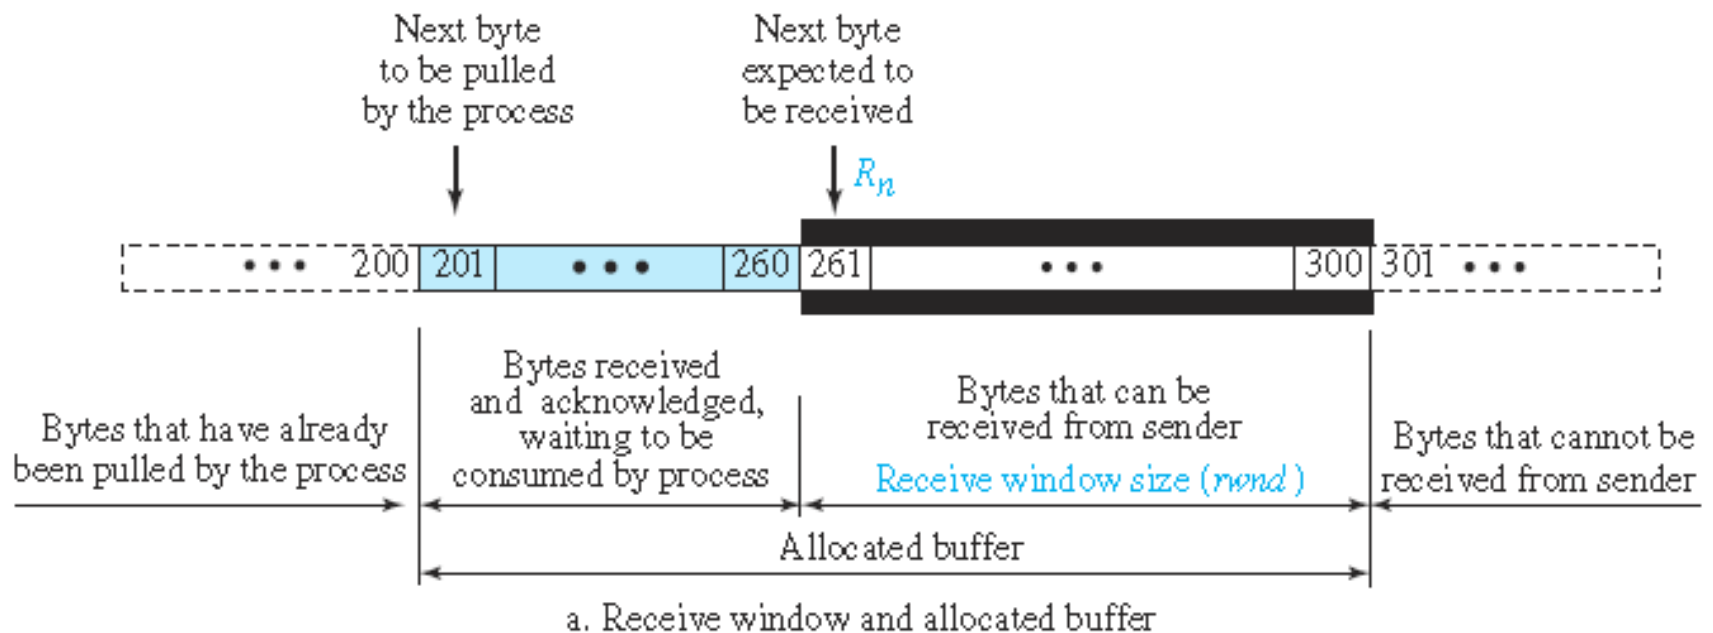 Next byte
to be pulled
by the process
Next byte
expected to
be received
Rn
••• 200 201 ••• 260 261 ••• 300 301 •••
Bytes that have already
been pulled by the process
Bytes received
and acknowledged,
waiting to be
consumed by process
Bytes that can be
received from sender
Receive window size (rwnd)
Bytes that cannot be
received from sender
Allocated buffer
a. Receive window and allocated buffer